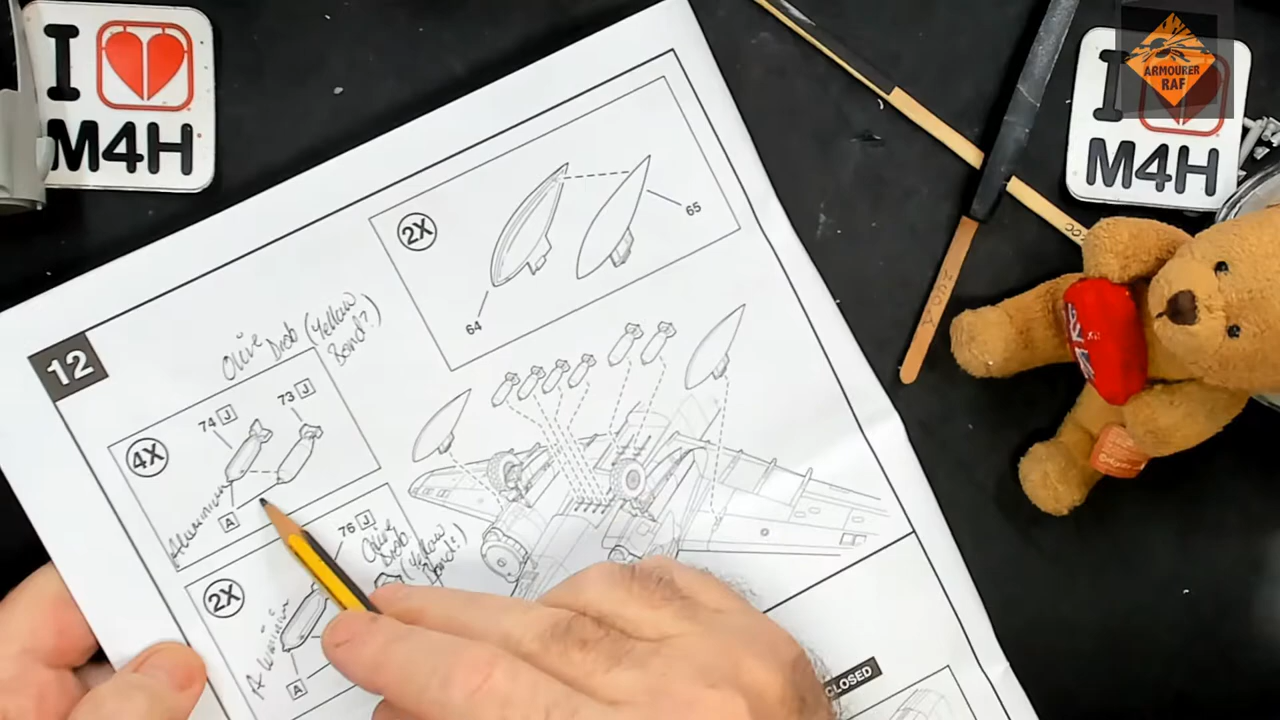 I
M4H
ARMOURER
RAF
I
M4H
2X
65
64
12
Olive Drab (Yellow
Band?)
74 J
73 J
4X
Aluminium
A
76 J
Olive
Drab
(Yellow
Band?)
2X
Aluminium
A
CLOSED